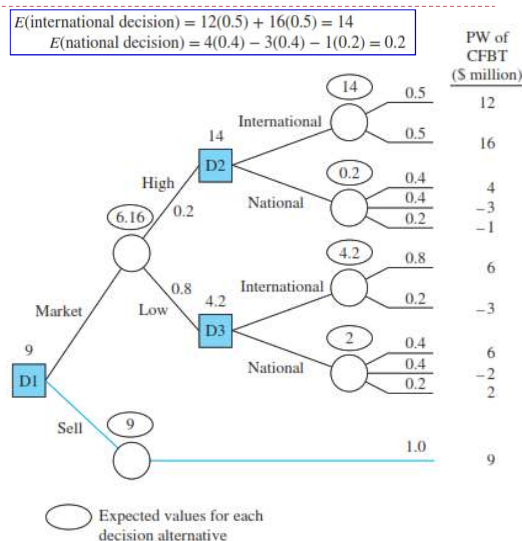 E(international decision) = 12(0.5) + 16(0.5) = 14
E(national decision) = 4(0.4) − 3(0.4) − 1(0.2) = 0.2
PW of
CFBT
($ million)
14
0.5
12
International
14
0.5
16
D2
0.2
High
0.4
4
0.4
−3
6.16
0.2
National
0.2
−1
4.2
0.8
6
0.8
4.2
International
Market
Low
0.2
−3
D3
2
9
0.4
6
National
0.4
−2
D1
0.2
2
Sell
9
1.0
9
Expected values for each
decision alternative